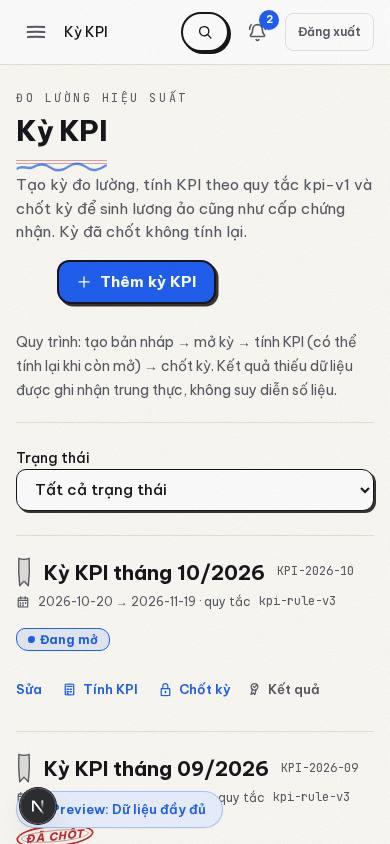 Kỳ KPI
2
Đăng xuất
ĐO LƯỜNG HIỆU SUẤT
Kỳ KPI
Tạo kỳ đo lường, tính KPI theo quy tắc kpi-v1 và
chốt kỳ để sinh lương ảo cũng như cấp chứng
nhận. Kỳ đã chốt không tính lại.
Thêm kỳ KPI
Quy trình: tạo bản nháp → mở kỳ → tính KPI (có thể
tính lại khi còn mở) → chốt kỳ. Kết quả thiếu dữ liệu
được ghi nhận trung thực, không suy diễn số liệu.
Trạng thái
Tất cả trạng thái
Kỳ KPI tháng 10/2026 KPI-2026-10
2026-10-20 → 2026-11-19 · quy tắc kpi-rule-v3
Đang mở
Sửa Tính KPI Chốt kỳ Kết quả
Kỳ KPI tháng 09/2026 KPI-2026-09
quy tắc kpi-rule-v3
N
Preview: Dữ liệu đầy đủ
ĐÃ CHỐT